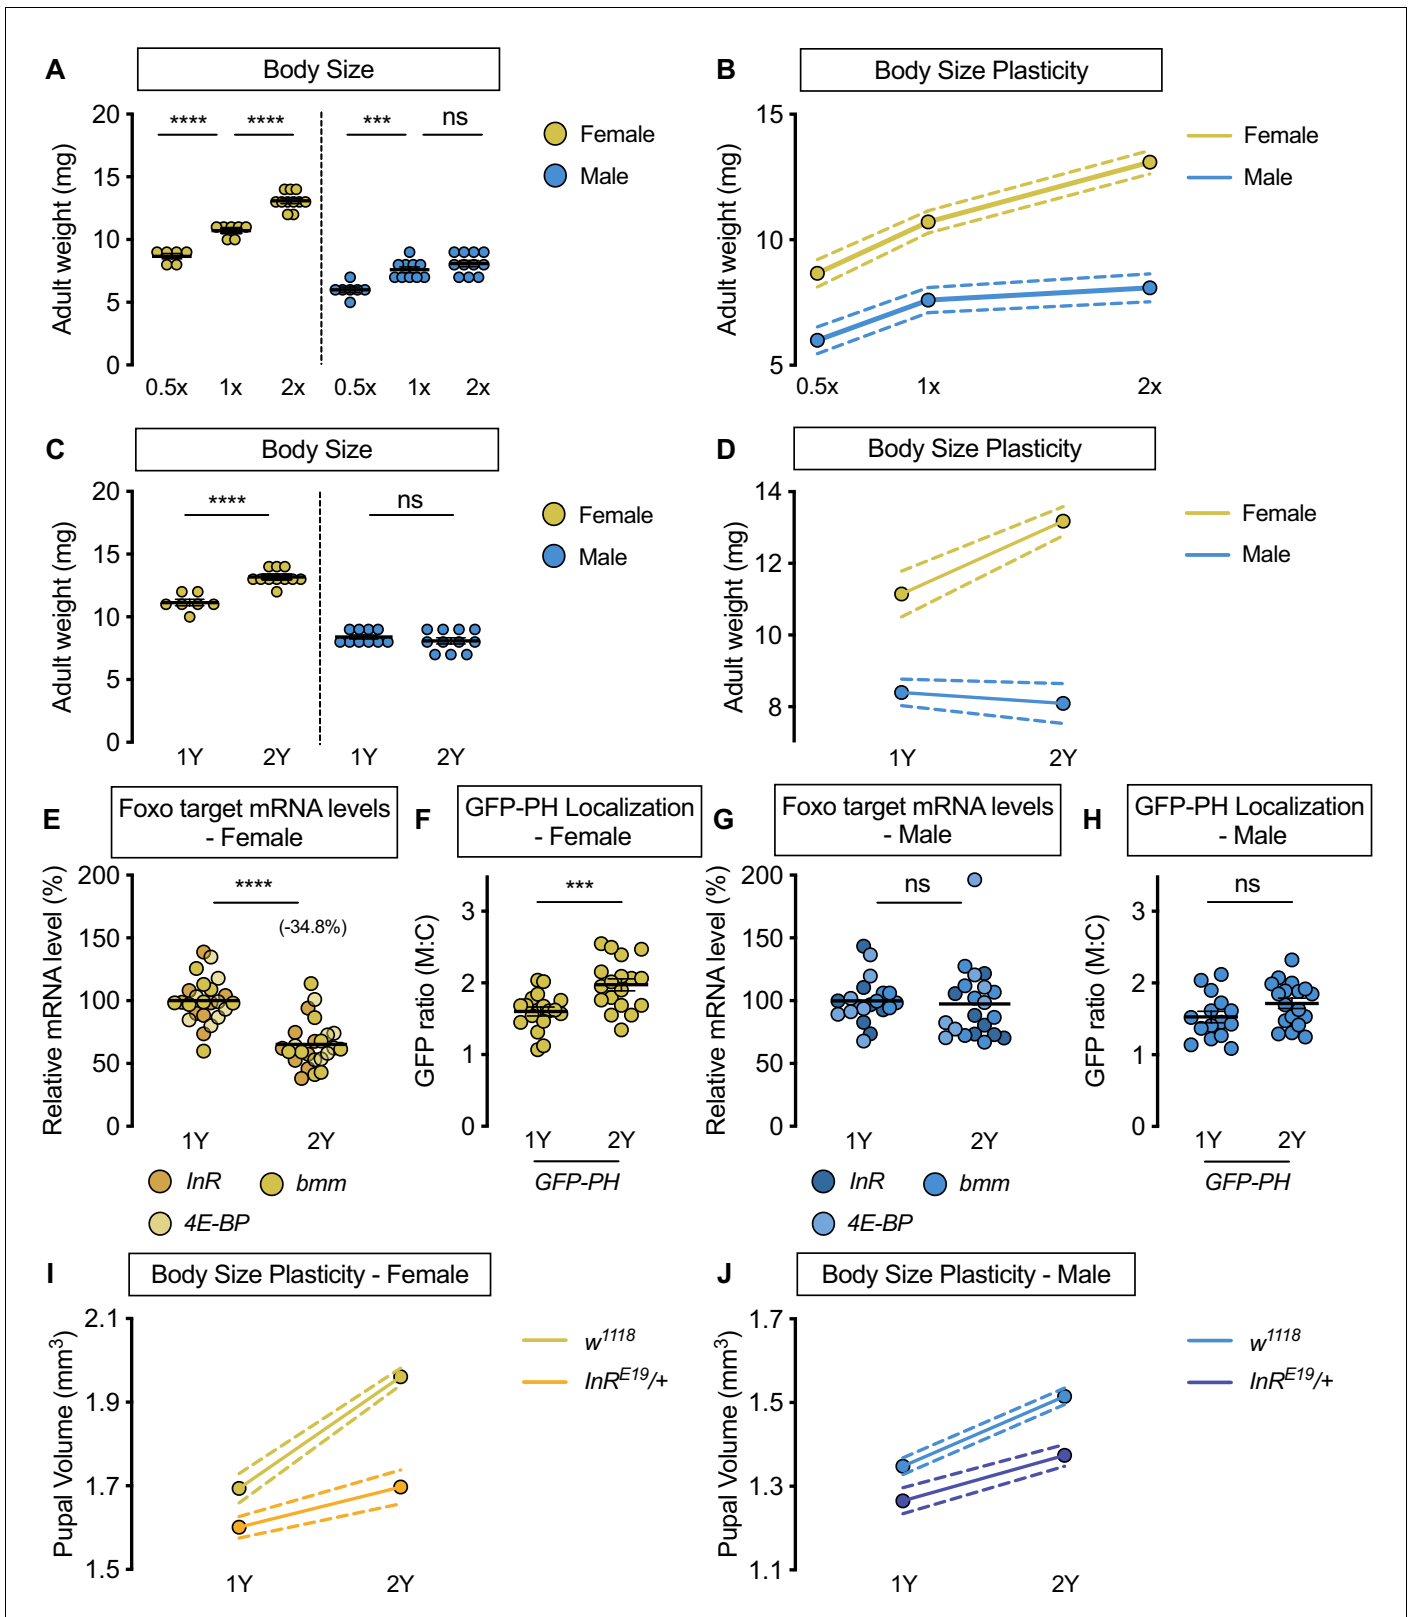 A
Body Size
Adult weight (mg)
20
15
10
5
0
****
****
***
ns
0.5x
1x
2x
0.5x
1x
2x
Female
Male
B
Body Size Plasticity
Adult weight (mg)
15
10
5
0.5x
1x
2x
Female
Male
C
Body Size
Adult weight (mg)
20
15
10
5
0
****
ns
1Y
2Y
1Y
2Y
Female
Male
D
Body Size Plasticity
Adult weight (mg)
14
12
10
8
1Y
2Y
Female
Male
E
Foxo target mRNA levels
- Female
Relative mRNA level (%)
200
150
100
50
0
****
(-34.8%)
1Y
2Y
InR
bmm
4E-BP
F
GFP-PH Localization
- Female
GFP ratio (M:C)
3
2
1
0
***
1Y
2Y
GFP-PH
G
Foxo target mRNA levels
- Male
Relative mRNA level (%)
200
150
100
50
0
ns
1Y
2Y
InR
bmm
4E-BP
H
GFP-PH Localization
- Male
GFP ratio (M:C)
3
2
1
0
ns
1Y
2Y
GFP-PH
I
Body Size Plasticity - Female
Pupal Volume (mm³)
2.1
1.9
1.7
1.5
1Y
2Y
w¹¹¹⁸
InRᴱ¹⁹/+
J
Body Size Plasticity - Male
Pupal Volume (mm³)
1.7
1.5
1.3
1.1
1Y
2Y
w¹¹¹⁸
InRᴱ¹⁹/+